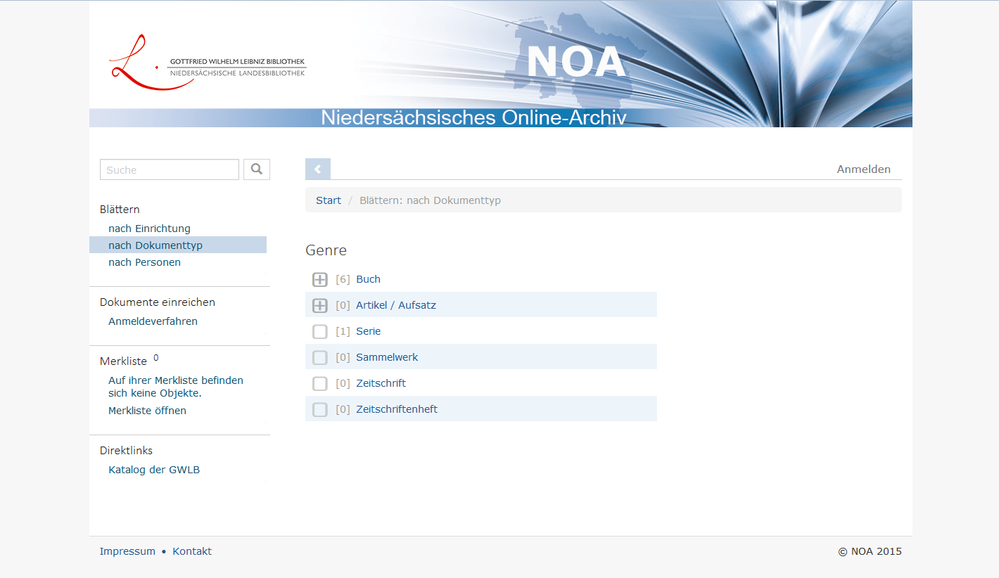 GOTTFRIED WILHELM LEIBNIZ BIBLIOTHEK
NIEDERSÄCHSISCHE LANDESBIBLIOTHEK
NOA
Niedersächsisches Online-Archiv
Suche
Anmelden
Start / Blättern: nach Dokumenttyp
Blättern
nach Einrichtung
nach Dokumenttyp
nach Personen
Dokumente einreichen
Anmeldeverfahren
Merkliste 0
Auf ihrer Merkliste befinden
sich keine Objekte.
Merkliste öffnen
Direktlinks
Katalog der GWLB
Genre
[6] Buch
[0] Artikel / Aufsatz
[1] Serie
[0] Sammelwerk
[0] Zeitschrift
[0] Zeitschriftenheft
Impressum • Kontakt
© NOA 2015